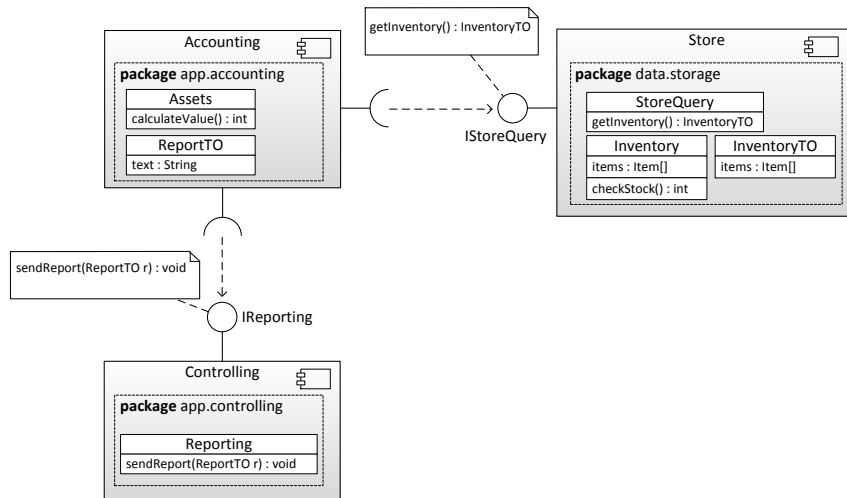 getInventory() : InventoryTO
Accounting
package app.accounting
Assets
calculateValue() : int
ReportTO
text : String
IStoreQuery
Store
package data.storage
StoreQuery
getInventory() : InventoryTO
Inventory
items : Item[]
checkStock() : int
InventoryTO
items : Item[]
sendReport(ReportTO r) : void
IReporting
Controlling
package app.controlling
Reporting
sendReport(ReportTO r) : void